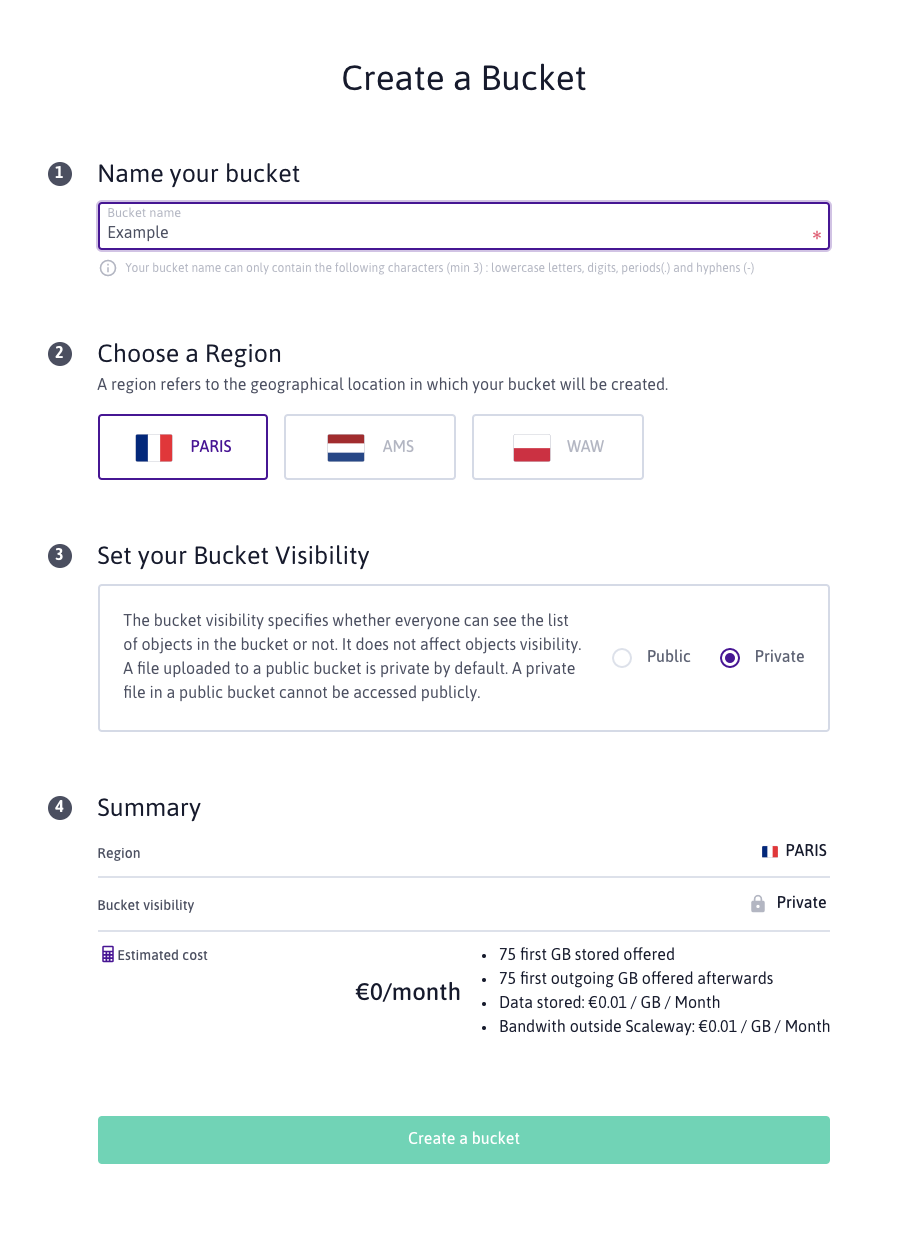 Create a Bucket
1 Name your bucket
Bucket name
Example *
Your bucket name can only contain the following characters (min 3) : lowercase letters, digits, periods(.) and hyphens (-)
2 Choose a Region
A region refers to the geographical location in which your bucket will be created.
PARIS AMS WAW
3 Set your Bucket Visibility
The bucket visibility specifies whether everyone can see the list
of objects in the bucket or not. It does not affect objects visibility.
A file uploaded to a public bucket is private by default. A private
file in a public bucket cannot be accessed publicly.
Public Private
4 Summary
Region PARIS
Bucket visibility Private
Estimated cost
€0/month
• 75 first GB stored offered
• 75 first outgoing GB offered afterwards
• Data stored: €0.01 / GB / Month
• Bandwith outside Scaleway: €0.01 / GB / Month
Create a bucket